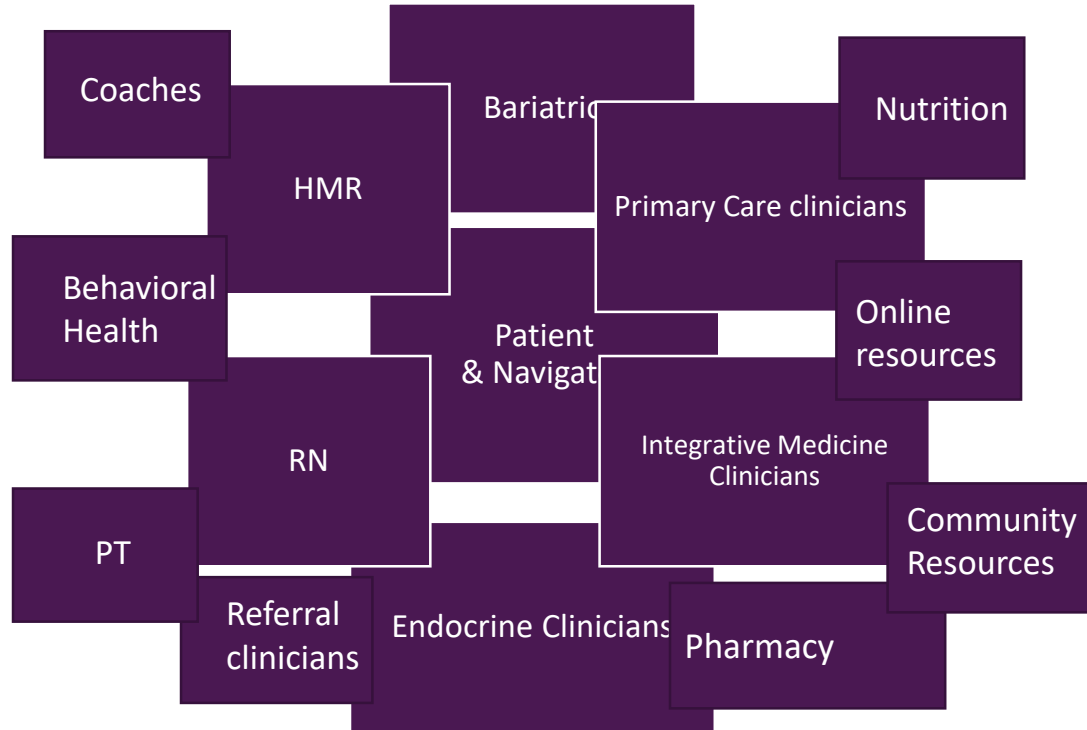 Coaches
Bariatric
Nutrition
HMR
Primary Care clinicians
Behavioral
Health
Online
resources
Patient
& Navigat
RN
Integrative Medicine
Clinicians
PT
Community
Resources
Referral
clinicians
Endocrine Clinicians
Pharmacy